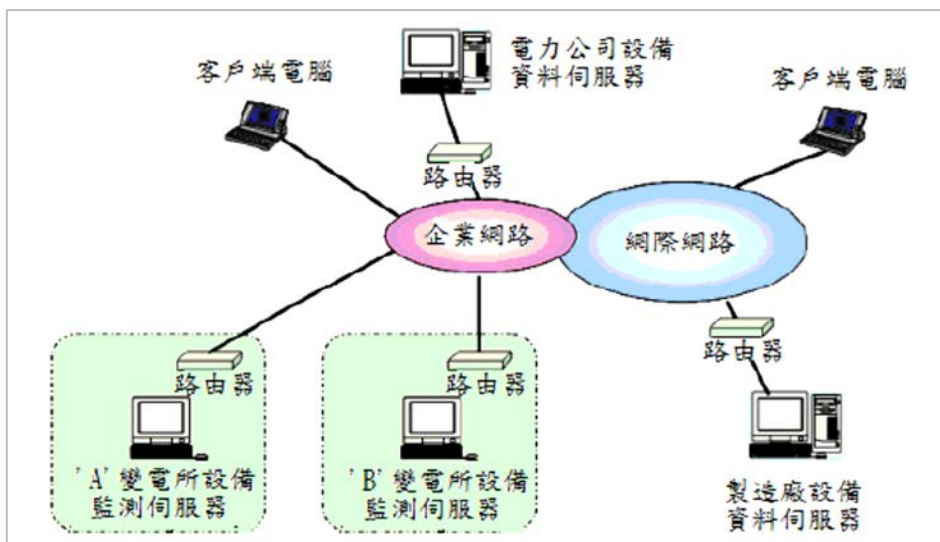 電力公司設備
資料伺服器
客戶端電腦
客戶端電腦
路由器
企業網路
網際網路
路由器
路由器
路由器
'A'變電所設備
監測伺服器
'B'變電所設備
監測伺服器
製造廠設備
資料伺服器